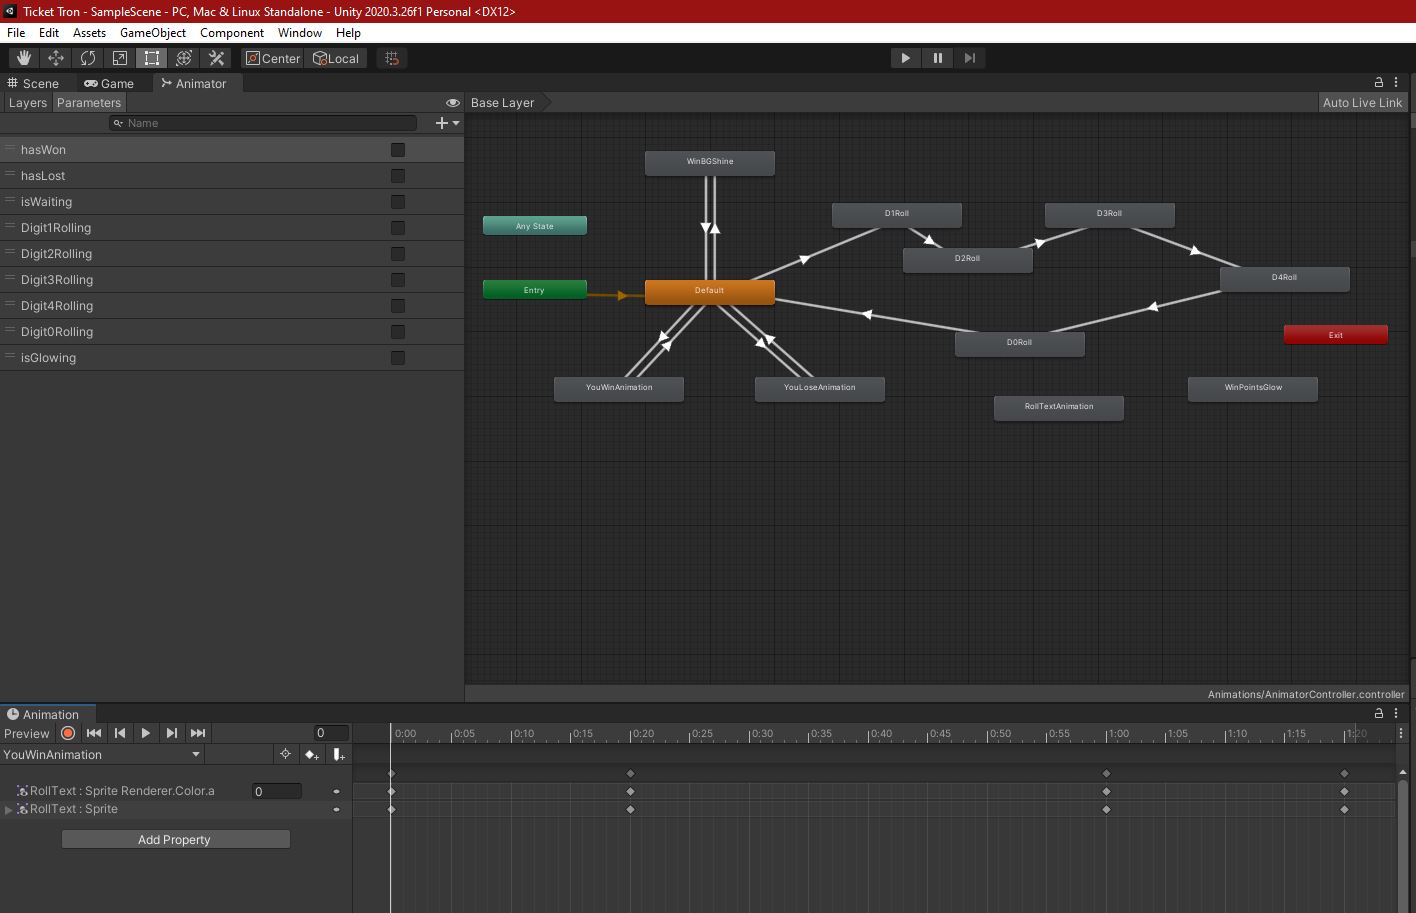 Ticket Tron - SampleScene - PC, Mac & Linux Standalone - Unity 2020.3.26f1 Personal <DX12>
File Edit Assets GameObject Component Window Help
Center Local
Scene Game Animator
Layers Parameters
Base Layer
Auto Live Link
Name
hasWon
hasLost
isWaiting
Digit1Rolling
Digit2Rolling
Digit3Rolling
Digit4Rolling
Digit0Rolling
isGlowing
WinBGShine
Any State
D1Roll
D3Roll
D2Roll
D4Roll
Entry
Default
Exit
D0Roll
YouWinAnimation
YouLoseAnimation
WinPointsGlow
RollTextAnimation
Animations/AnimatorController.controller
Animation
Preview
0
0:00 0:05 0:10 0:15 0:20 0:25 0:30 0:35 0:40 0:45 0:50 0:55 1:00 1:05 1:10 1:15 1:20
YouWinAnimation
RollText : Sprite Renderer.Color.a 0
RollText : Sprite
Add Property